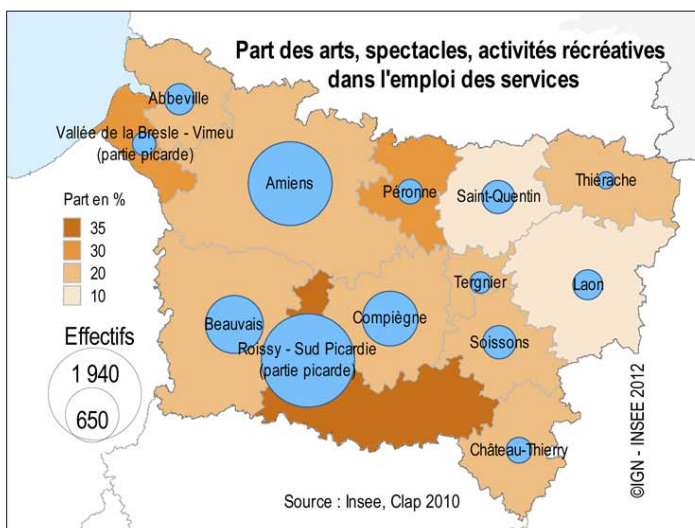 Part des arts, spectacles, activités récréatives
dans l'emploi des services
Abbeville
Vallée de la Bresle - Vimeu
(partie picarde)
Amiens
Péronne
Saint-Quentin
Thiérache
Part en %
35
30
20
10
Tergnier
Laon
Beauvais
Compiègne
Soissons
Roissy - Sud Picardie
(partie picarde)
Effectifs
1 940
650
Château-Thierry
Source : Insee, Clap 2010
©IGN - INSEE 2012